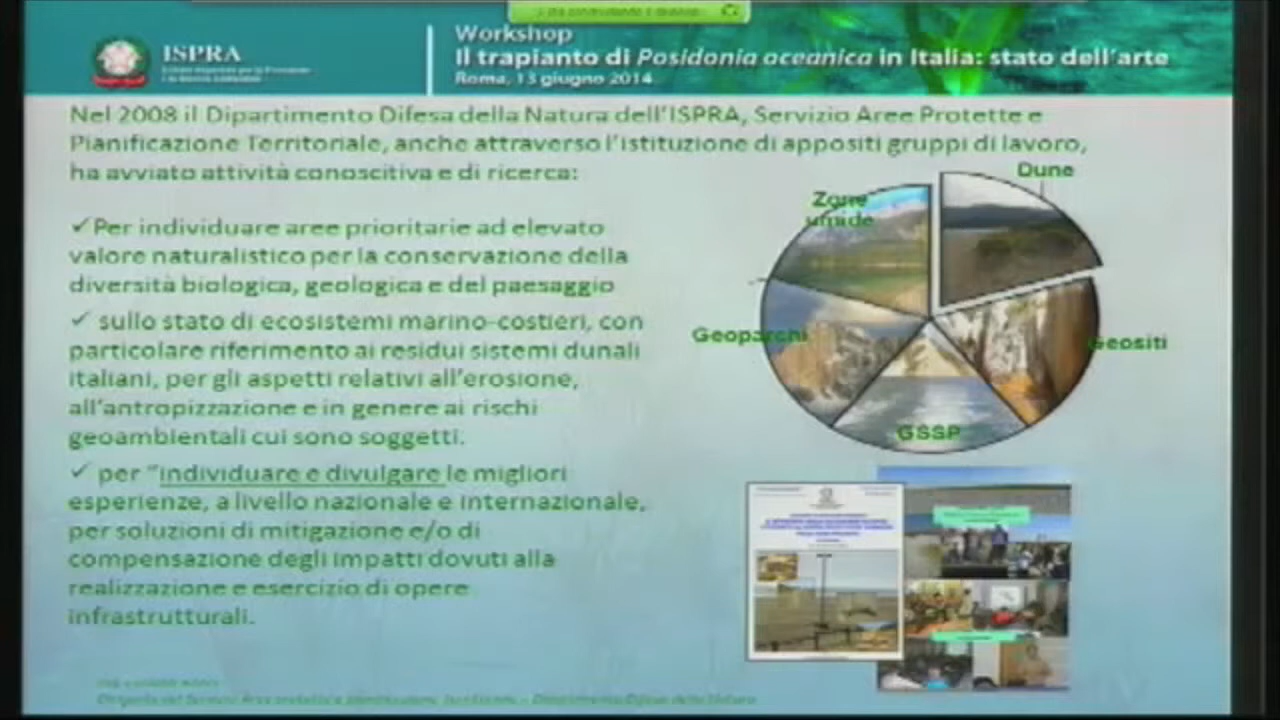 Workshop
ISPRA
Il trapianto di Posidonia oceanica in Italia: stato dell'arte
Roma, 13 giugno 2014
Nel 2008 il Dipartimento Difesa della Natura dell'ISPRA, Servizio Aree Protette e
Pianificazione Territoriale, anche attraverso l'istituzione di appositi gruppi di lavoro,
ha avviato attività conoscitiva e di ricerca:
✓Per individuare aree prioritarie ad elevato
valore naturalistico per la conservazione della
diversità biologica, geologica e del paesaggio
✓ sullo stato di ecosistemi marino-costieri, con
particolare riferimento ai residui sistemi dunali
italiani, per gli aspetti relativi all'erosione,
all'antropizzazione e in genere ai rischi
geoambientali cui sono soggetti.
✓ per "individuare e divulgare le migliori
esperienze, a livello nazionale e internazionale,
per soluzioni di mitigazione e/o di
compensazione degli impatti dovuti alla
realizzazione e esercizio di opere
infrastrutturali.
Dune
Zone
umide
Geoparchi
Geositi
GSSP